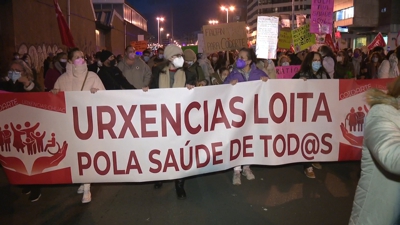 URXENCIAS LOITA
POLA SAÚDE DE TOD@S